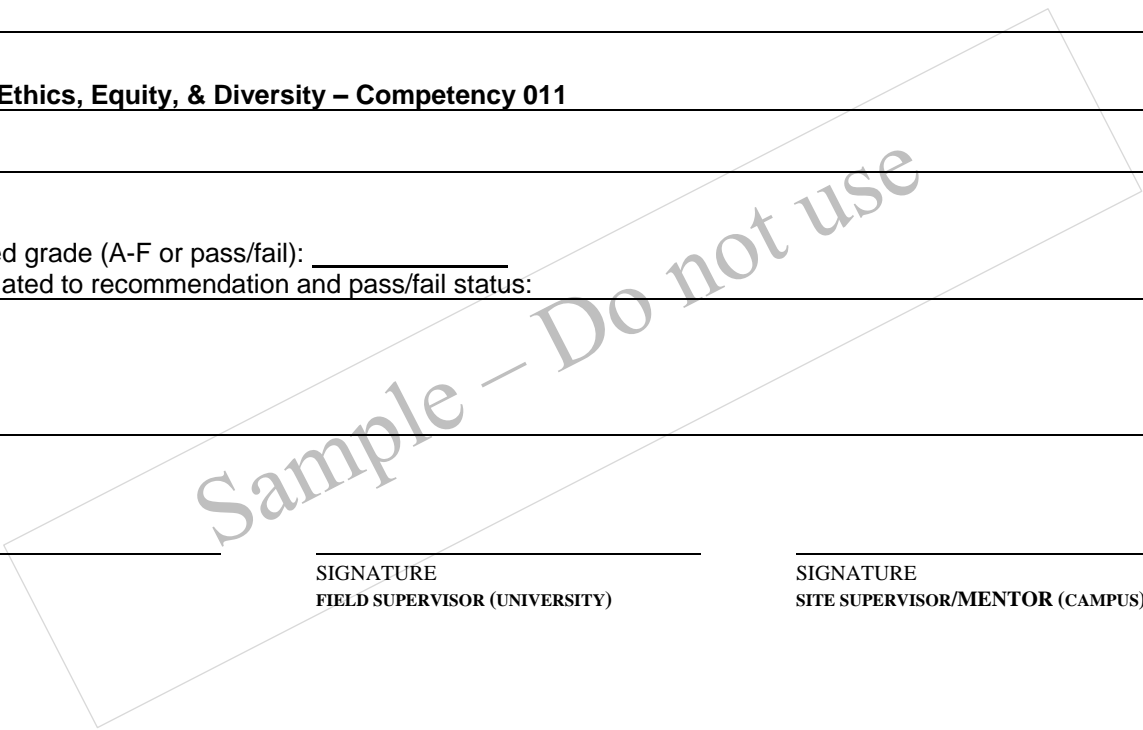 Ethics, Equity, & Diversity – Competency 011
ed grade (A-F or pass/fail): __________
ated to recommendation and pass/fail status:
Sample – Do not use
SIGNATURE
FIELD SUPERVISOR (UNIVERSITY)
SIGNATURE
SITE SUPERVISOR/MENTOR (CAMPUS)